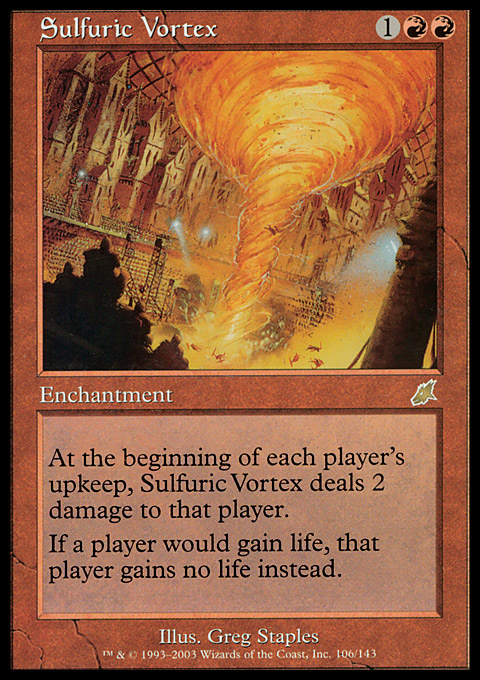 Sulfuric Vortex 1
Enchantment
At the beginning of each player's
upkeep, Sulfuric Vortex deals 2
damage to that player.
If a player would gain life, that
player gains no life instead.
Illus. Greg Staples
™ & © 1993–2003 Wizards of the Coast, Inc. 106/143